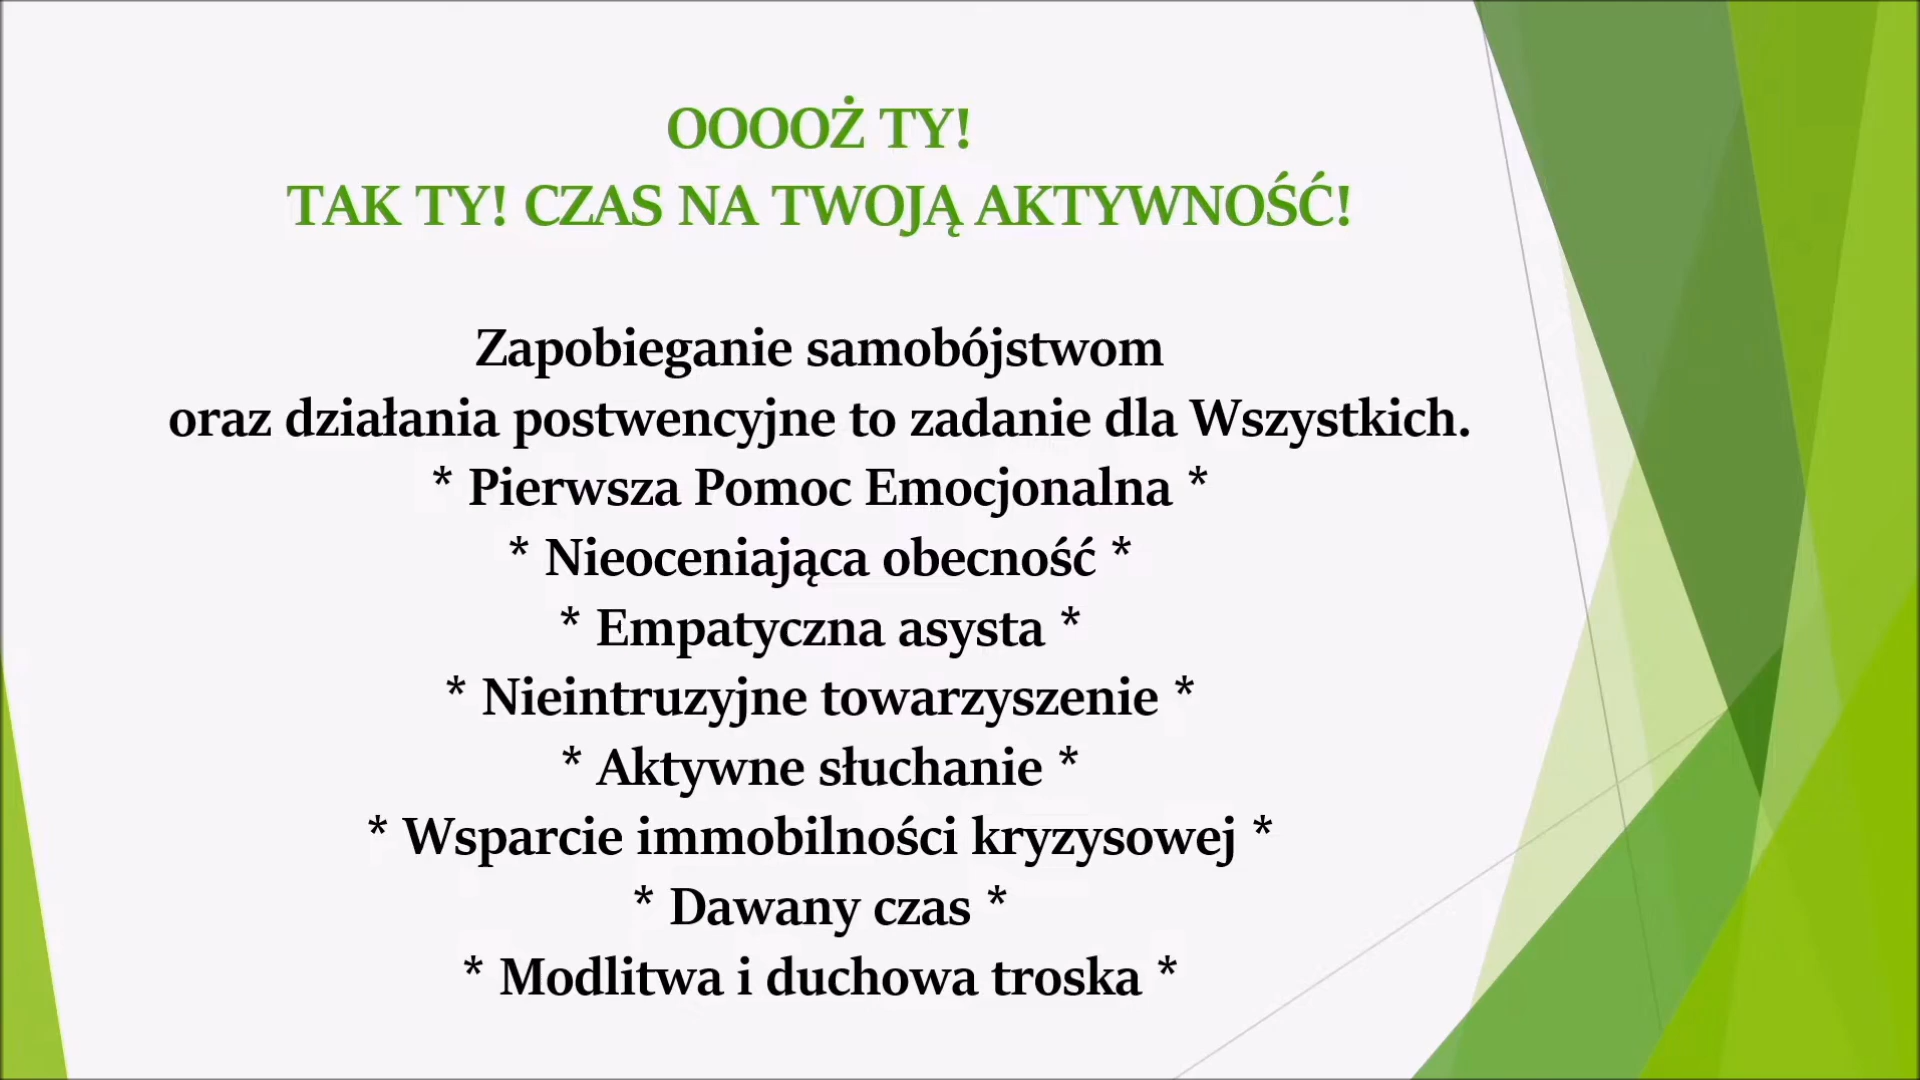 OOOOŻ TY!
TAK TY! CZAS NA TWOJĄ AKTYWNOŚĆ!
Zapobieganie samobójstwom
oraz działania postwencyjne to zadanie dla Wszystkich.
* Pierwsza Pomoc Emocjonalna *
* Nieoceniająca obecność *
* Empatyczna asysta *
* Nieintruzyjne towarzyszenie *
* Aktywne słuchanie *
* Wsparcie immobilności kryzysowej *
* Dawany czas *
* Modlitwa i duchowa troska *